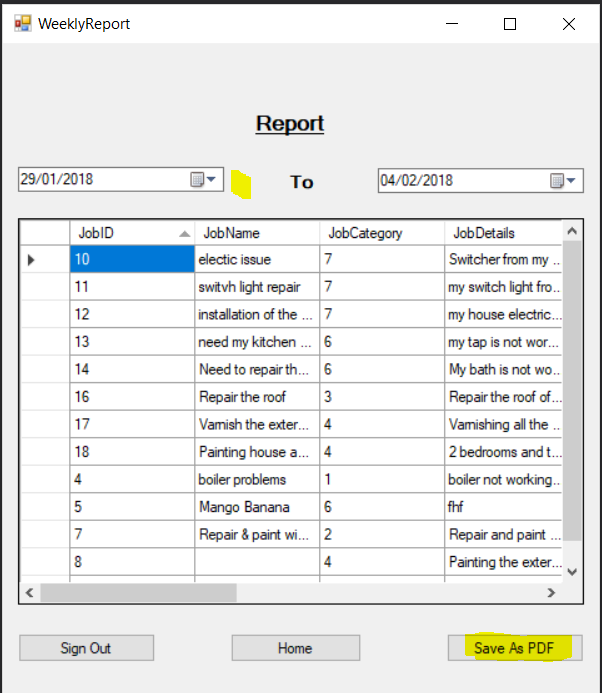 WeeklyReport
Report
29/01/2018 To 04/02/2018
JobID JobName JobCategory JobDetails
10 electic issue 7 Switcher from my ...
11 switvh light repair 7 my switch light fro...
12 installation of the ... 7 my house electric...
13 need my kitchen ... 6 my tap is not wor...
14 Need to repair th... 6 My bath is not wo...
16 Repair the roof 3 Repair the roof of...
17 Varnish the exter... 4 Varnishing all the ...
18 Painting house a... 4 2 bedrooms and t...
4 boiler problems 1 boiler not working...
5 Mango Banana 6 fhf
7 Repair & paint wi... 2 Repair and paint ...
8 4 Painting the exter...
Sign Out Home Save As PDF